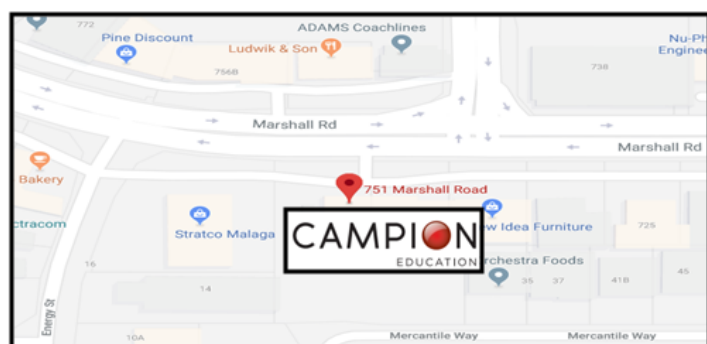 772
ADAMS Coachlines
Pine Discount
Nu-Ph
Ludwik & Son
Engine
756B
738
Marshall Rd
Marshall Rd
Bakery
751 Marshall Road
ctracom
Stratco Malaga
ew Idea Furniture
725
CAMPION
EDUCATION
rchestra Foods
16
14
35
37
41B
45
Energy St
10A
Mercantile Way
Mercantile Way